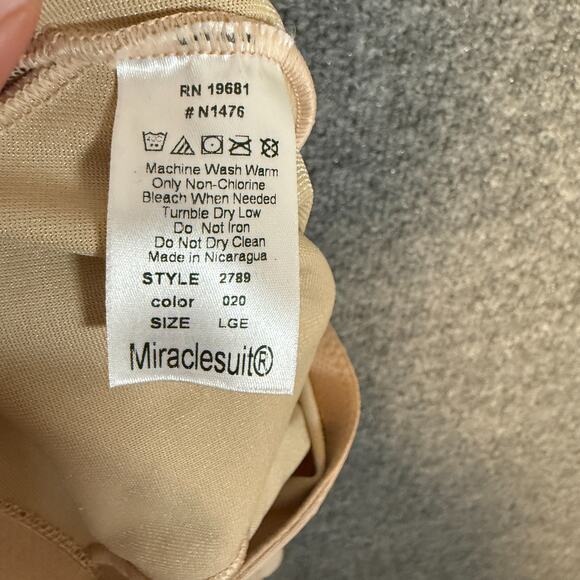 RN 19681
# N1476
Machine Wash Warm
Only Non-Chlorine
Bleach When Needed
Tumble Dry Low
Do Not Iron
Do Not Dry Clean
Made in Nicaragua
STYLE 2789
color 020
SIZE LGE
Miraclesuit®